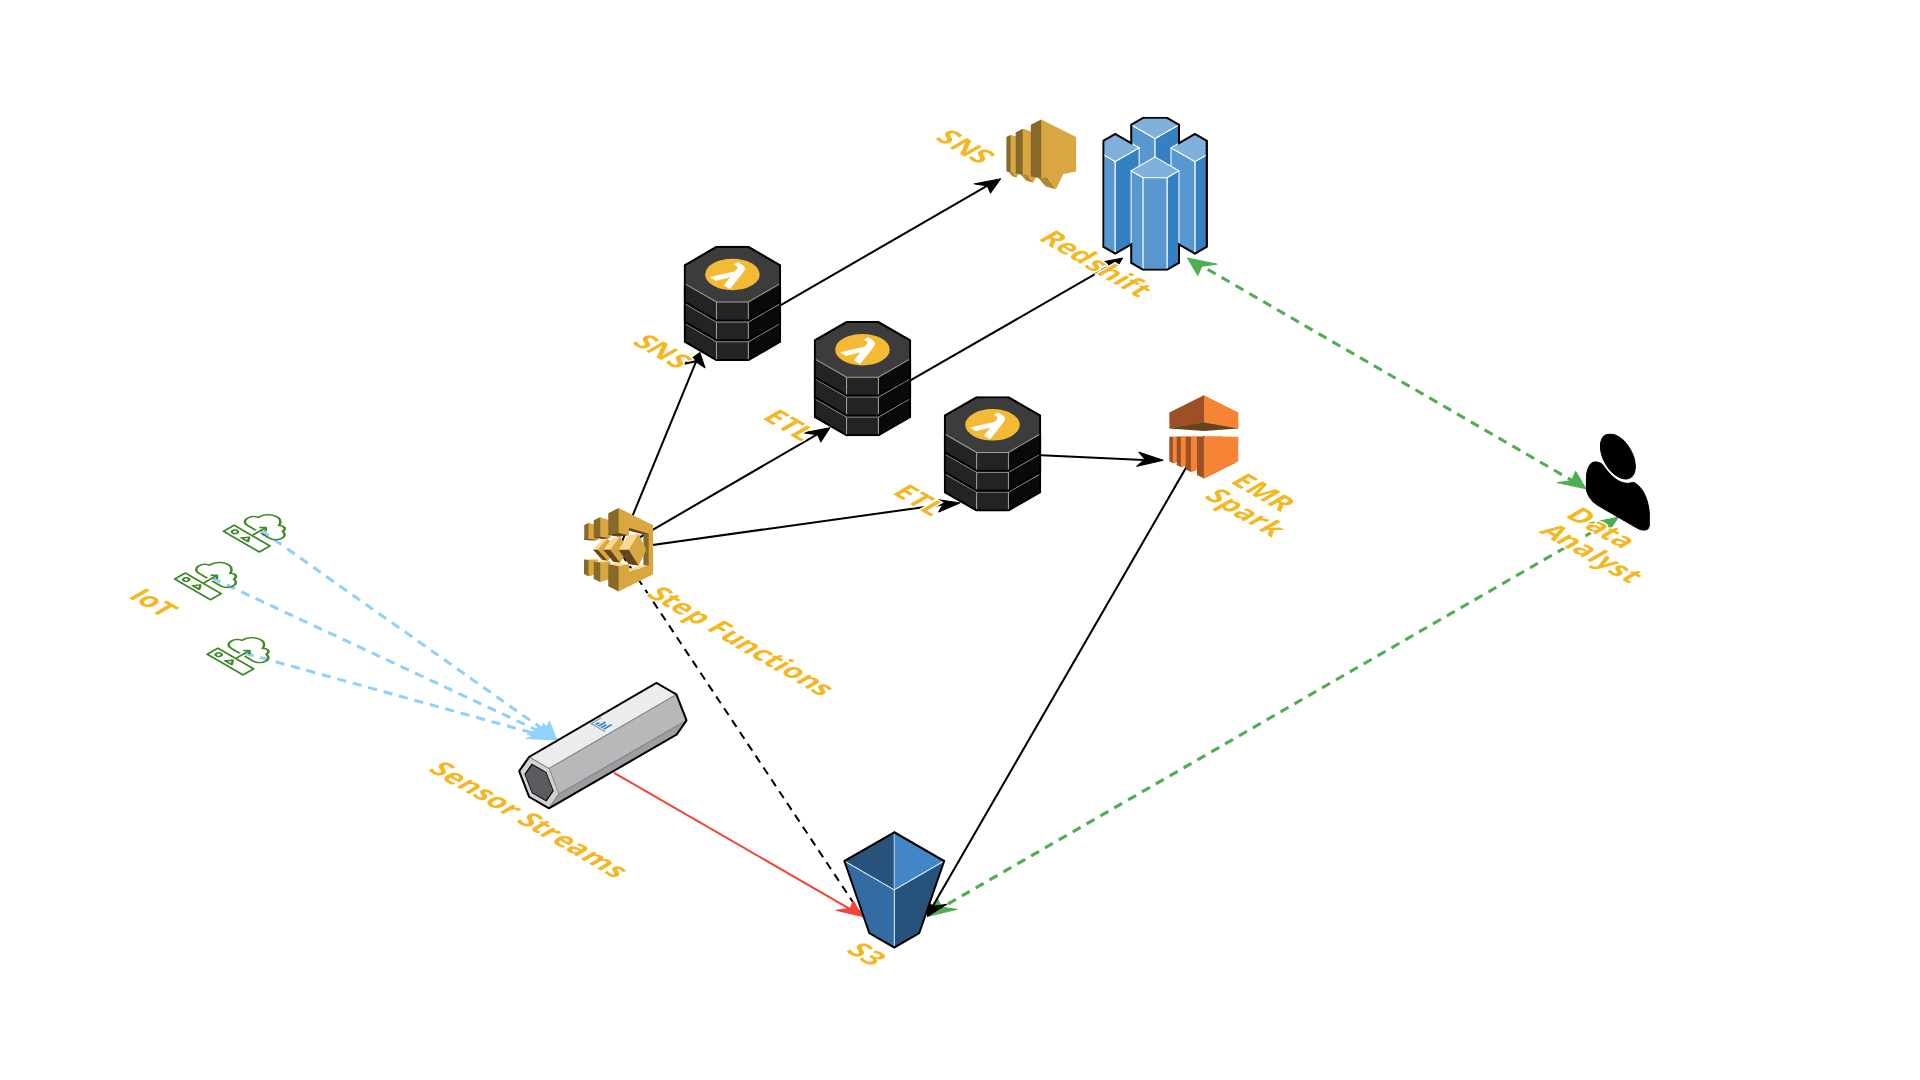 SNS
Redshift
SNS
ETL
ETL
EMR
Spark
Data
Analyst
IoT
Step Functions
Sensor Streams
S3